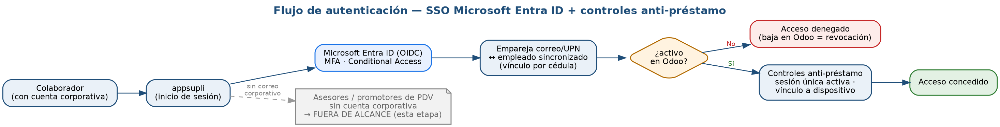 Flujo de autenticación — SSO Microsoft Entra ID + controles anti-préstamo
Colaborador
(con cuenta corporativa)
appsupli
(inicio de sesión)
sin correo
corporativo
Microsoft Entra ID (OIDC)
MFA · Conditional Access
Asesores / promotores de PDV
sin cuenta corporativa
→ FUERA DE ALCANCE (esta etapa)
Empareja correo/UPN
↔ empleado sincronizado
(vínculo por cédula)
¿activo
en Odoo?
No
Acceso denegado
(baja en Odoo = revocación)
Sí
Controles anti-préstamo
sesión única activa ·
vínculo a dispositivo
Acceso concedido